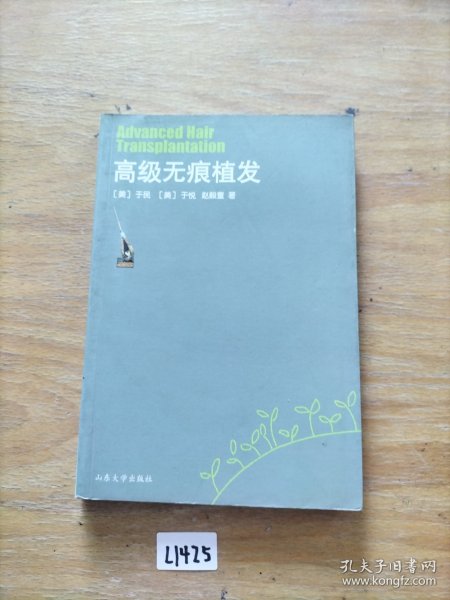 Advanced Hair
Transplantation
高级无痕植发
［美］于民 ［美］于悦 赵殿童 著
山东大学出版社
L1425
孔夫子旧书网
www.kongfz.com